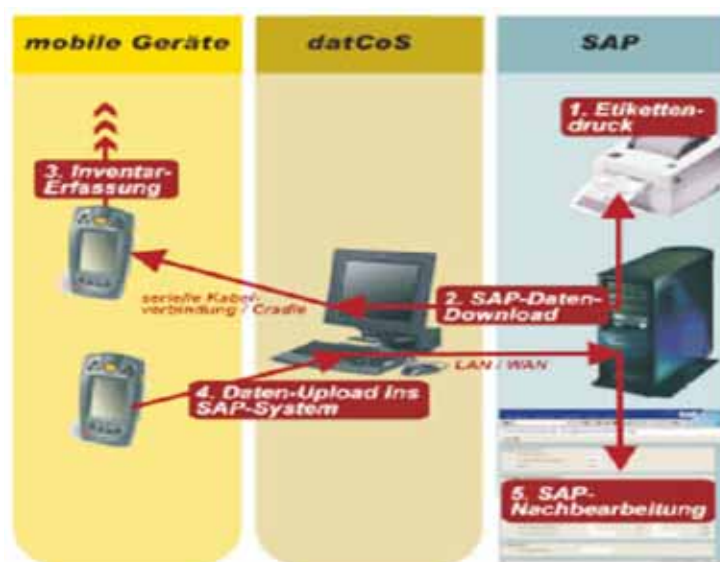 mobile Geräte
datCoS
SAP
1. Etiketten-
druck
3. Inventar-
Erfassung
serielle Kabel-
verbindung / Cradle
2. SAP-Daten-
Download
LAN / WAN
4. Daten-Upload ins
SAP-System
5. SAP-
Nachbearbeitung